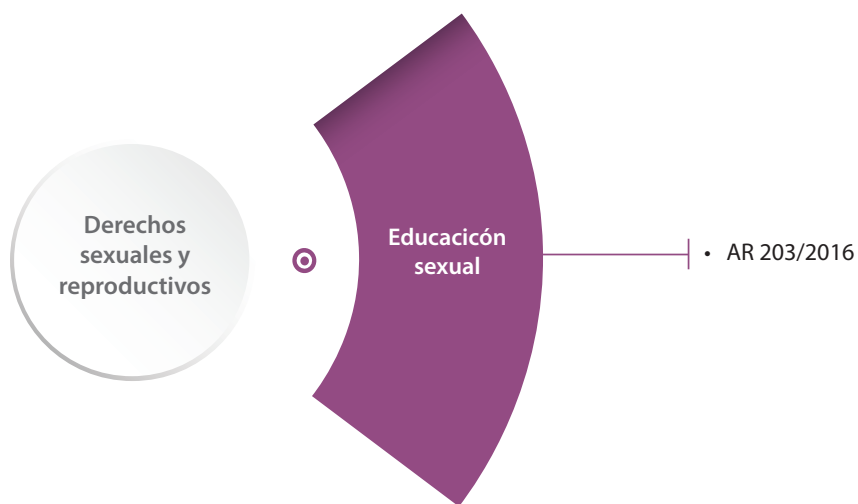 Derechos
sexuales y
reproductivos
Educacicón
sexual
• AR 203/2016